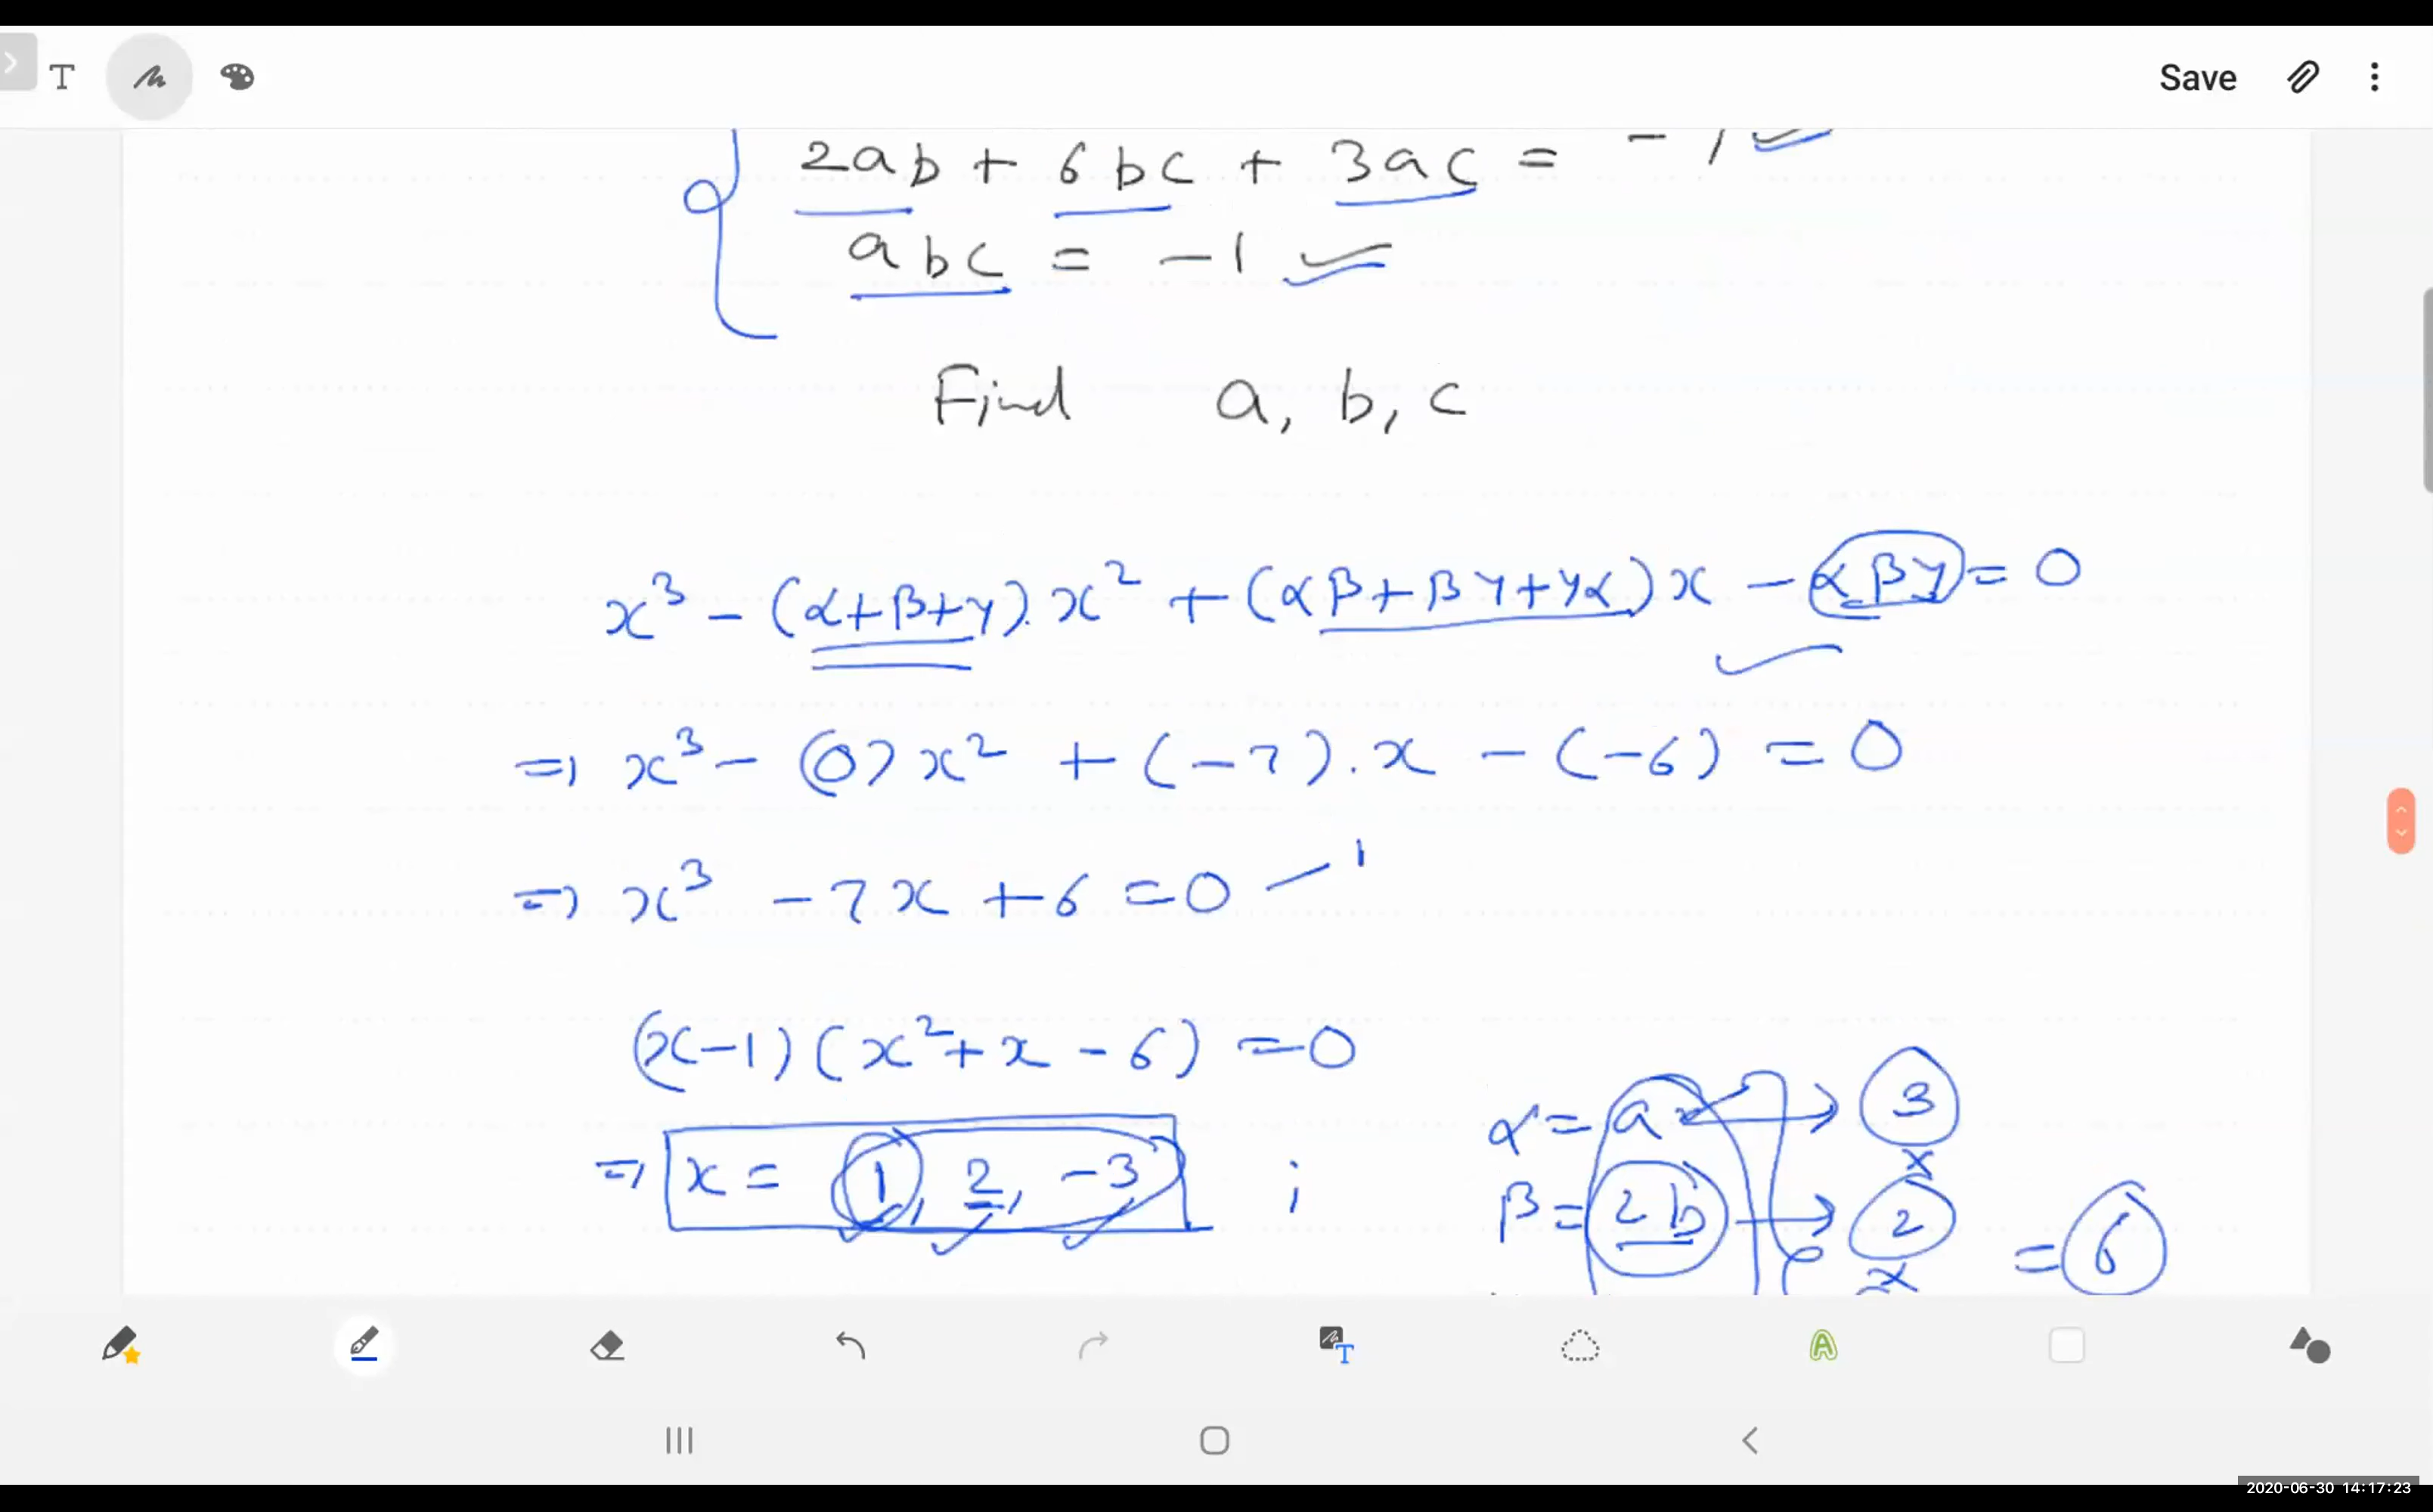 T Save
2ab + 6bc + 3ac = -7
abc = -1
Find a, b, c
x³ - (α+β+γ).x² + (αβ+βγ+γα)x - αβγ = 0
⇒ x³ - (0)x² + (-7).x - (-6) = 0
⇒ x³ - 7x + 6 = 0 — 1
(x-1)(x²+x-6) = 0
⇒ x = 1, 2, -3 ;
α = a → 3
x
β = 2b → 2 = 6
x
T
A
2020-06-30 14:17:23